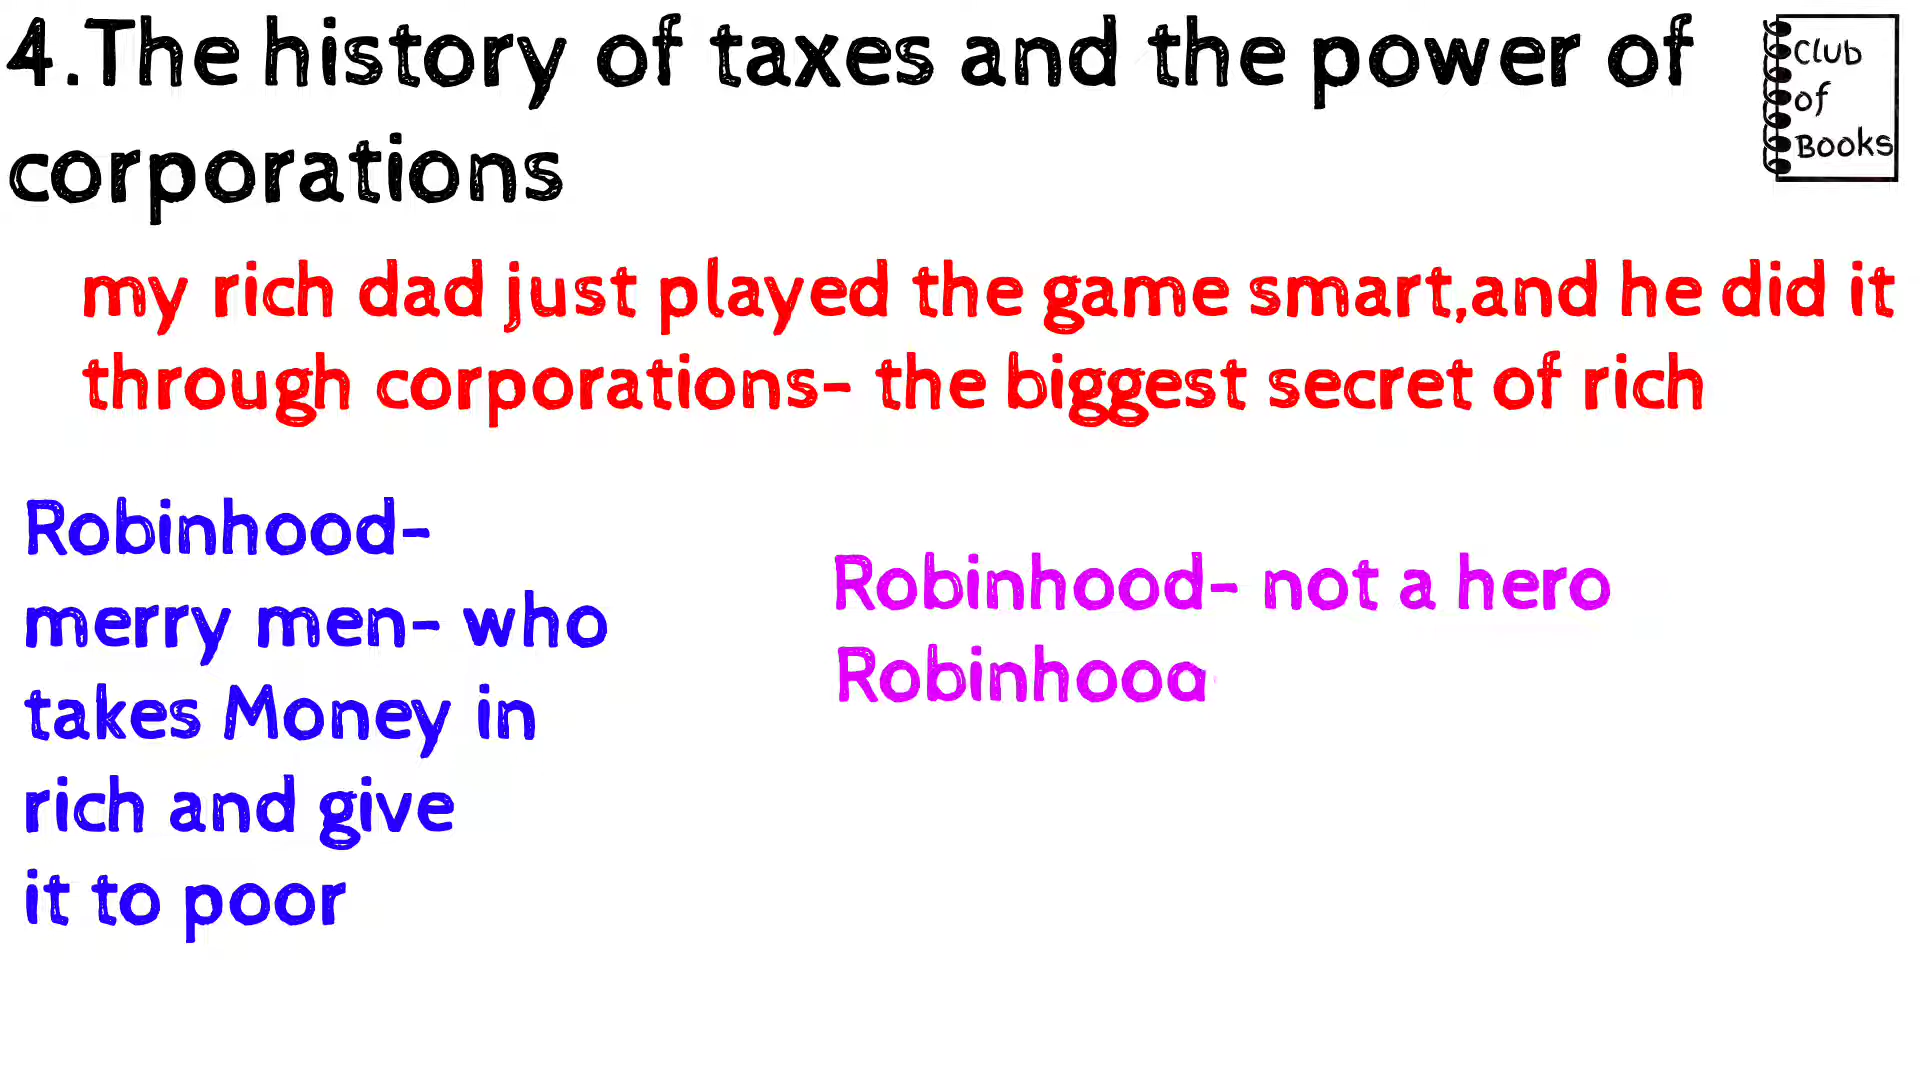 4.The history of taxes and the power of
corporations
Club
of
Books
my rich dad just played the game smart,and he did it
through corporations- the biggest secret of rich
Robinhood-
merry men- who
takes Money in
rich and give
it to poor
Robinhood- not a hero